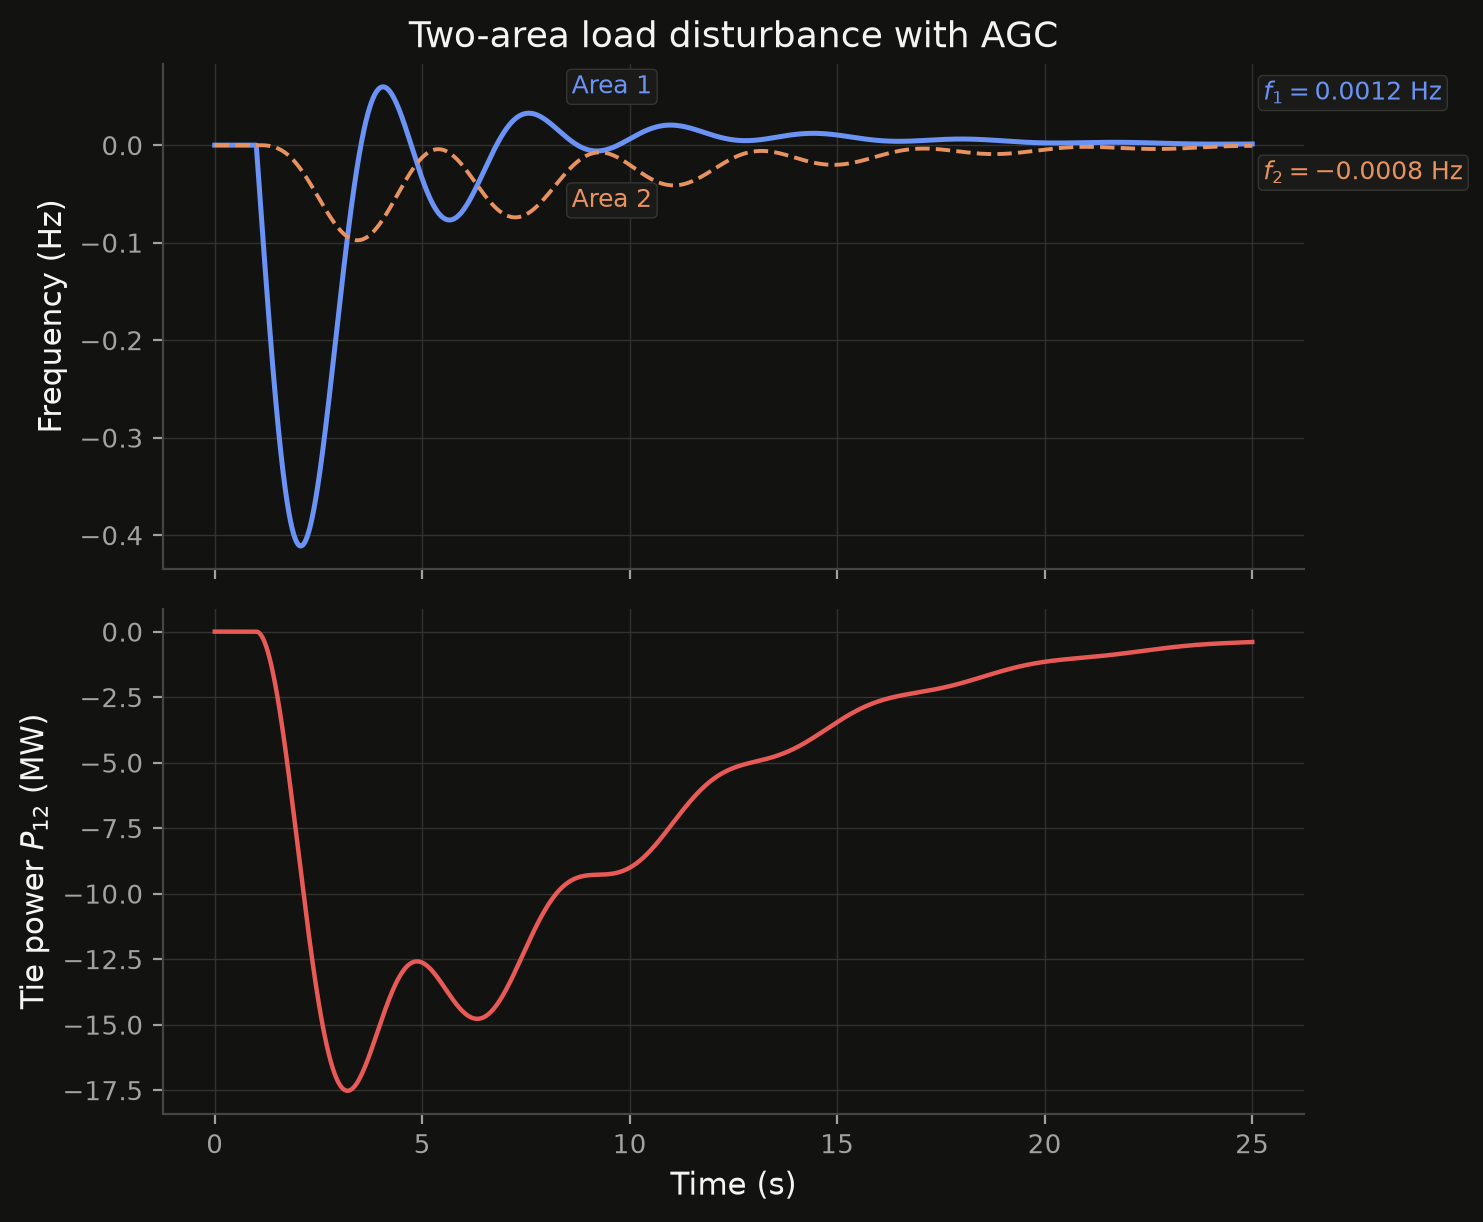 Two-area load disturbance with AGC
Frequency (Hz)
0.0
−0.1
−0.2
−0.3
−0.4
Area 1
Area 2
f₁ = 0.0012 Hz
f₂ = −0.0008 Hz
Tie power P₁₂ (MW)
0.0
−2.5
−5.0
−7.5
−10.0
−12.5
−15.0
−17.5
0 5 10 15 20 25
Time (s)